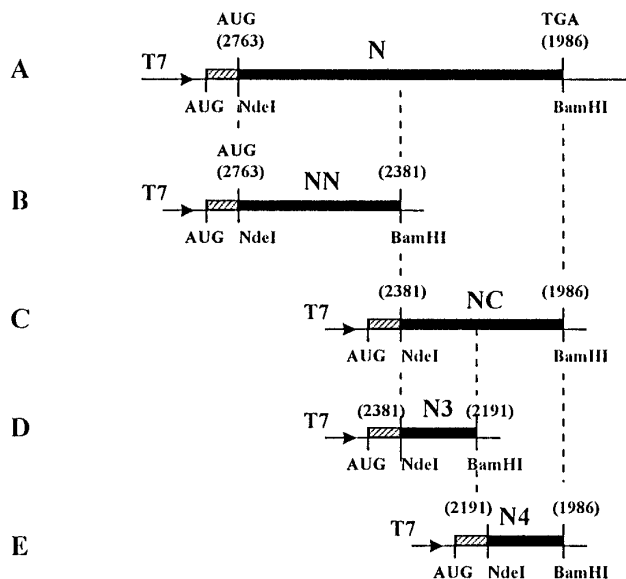 AUG TGA
(2763) N (1986)
A T7
AUG NdeI BamHI
AUG
(2763) NN (2381)
B T7
AUG NdeI BamHI
(2381) NC (1986)
C T7
AUG NdeI BamHI
(2381) N3 (2191)
D T7
AUG NdeI BamHI
(2191) N4 (1986)
E T7
AUG NdeI BamHI